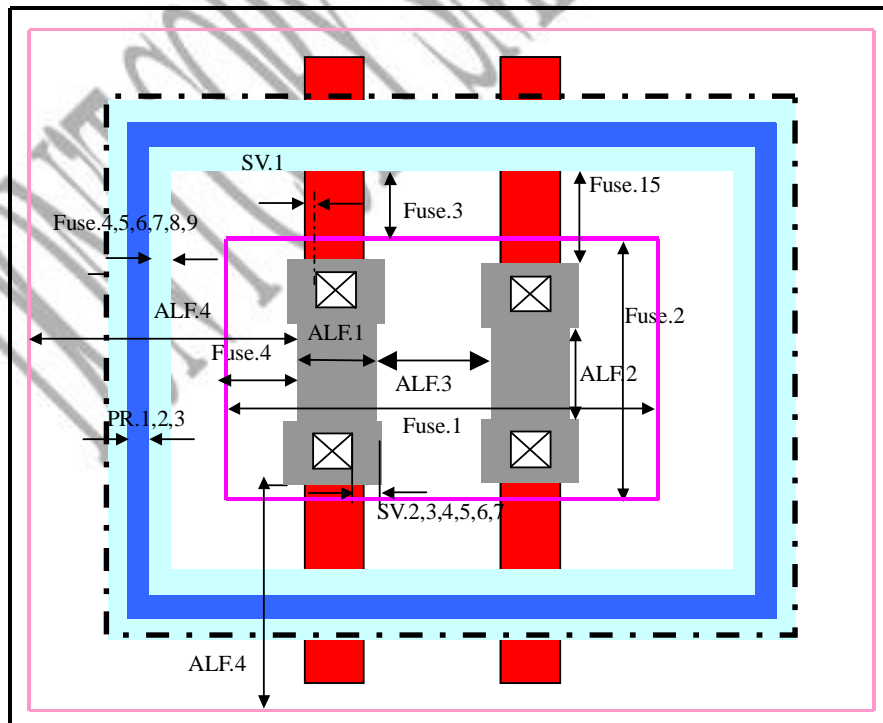 SV.1
Fuse.15
Fuse.3
Fuse.4,5,6,7,8,9
ALF.4
Fuse.2
ALF.1
Fuse.4
ALF.3
ALF.2
PR.1,2,3
Fuse.1
SV.2,3,4,5,6,7
ALF.4